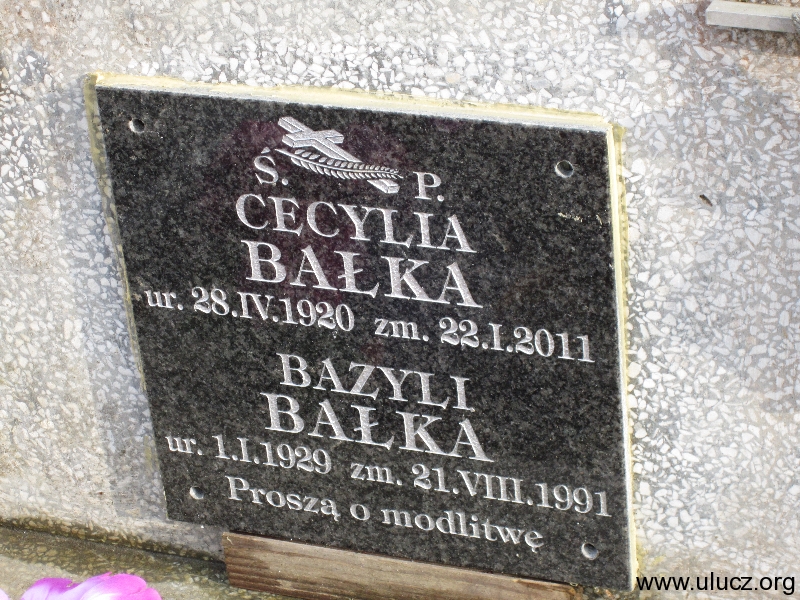 Ś. P.
CECYLIA
BAŁKA
ur. 28.IV.1920 zm. 22.I.2011
BAZYLI
BAŁKA
ur. 1.I.1929 zm. 21.VIII.1991
Proszą o modlitwę
www.ulucz.org